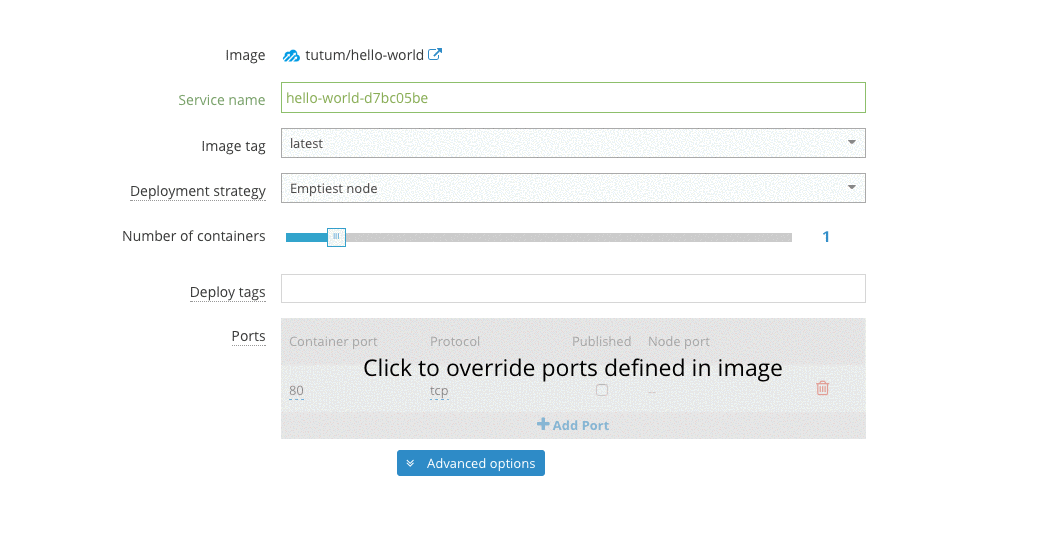 Image tutum/hello-world
Service name hello-world-d7bc05be
Image tag latest
Deployment strategy Emptiest node
Number of containers 1
Deploy tags
Ports
Container port Protocol Published Node port
Click to override ports defined in image
80 tcp --
Add Port
Advanced options